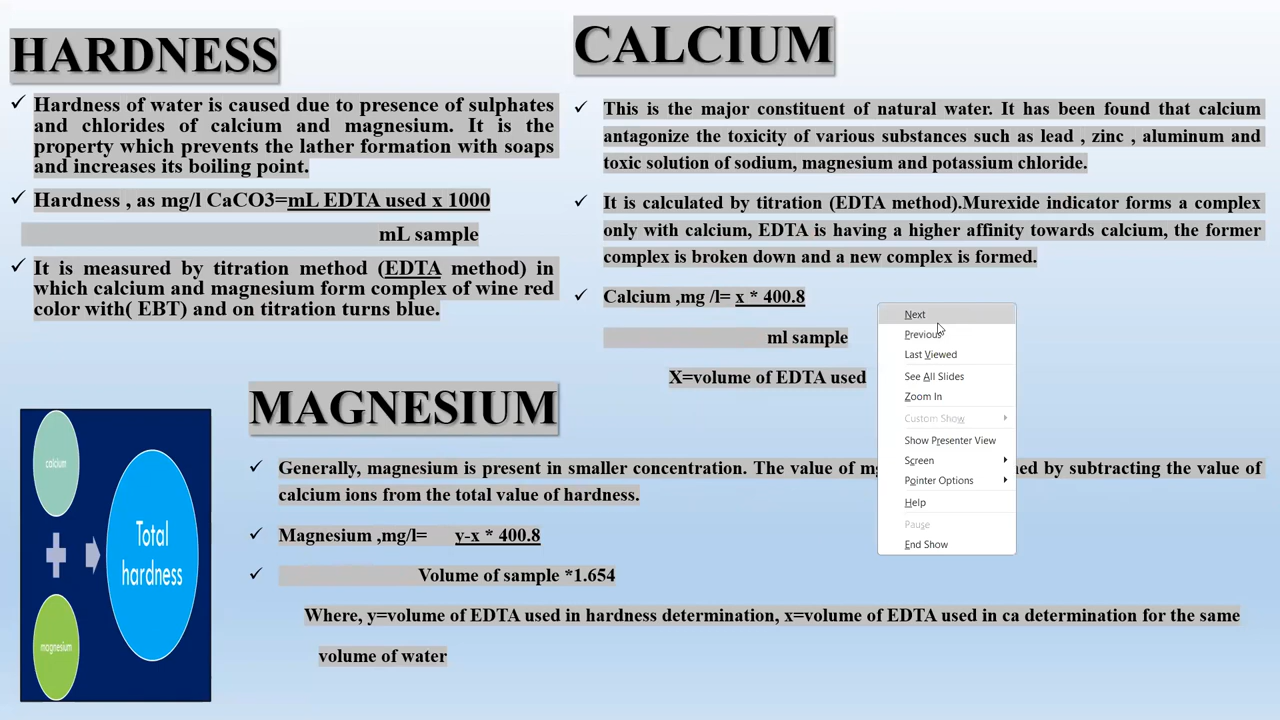 HARDNESS
✓ Hardness of water is caused due to presence of sulphates
and chlorides of calcium and magnesium. It is the
property which prevents the lather formation with soaps
and increases its boiling point.
✓ Hardness , as mg/l CaCO3=mL EDTA used x 1000
mL sample
✓ It is measured by titration method (EDTA method) in
which calcium and magnesium form complex of wine red
color with( EBT) and on titration turns blue.
CALCIUM
✓ This is the major constituent of natural water. It has been found that calcium
antagonize the toxicity of various substances such as lead , zinc , aluminum and
toxic solution of sodium, magnesium and potassium chloride.
✓ It is calculated by titration (EDTA method).Murexide indicator forms a complex
only with calcium, EDTA is having a higher affinity towards calcium, the former
complex is broken down and a new complex is formed.
✓ Calcium ,mg /l= x * 400.8
ml sample
X=volume of EDTA used
Next
Previous
Last Viewed
See All Slides
Zoom In
Custom Show
Show Presenter View
Screen
Pointer Options
Help
Pause
End Show
MAGNESIUM
✓ Generally, magnesium is present in smaller concentration. The value of by subtracting the value of
calcium ions from the total value of hardness.
✓ Magnesium ,mg/l= y-x * 400.8
✓ Volume of sample *1.654
Where, y=volume of EDTA used in hardness determination, x=volume of EDTA used in ca determination for the same
volume of water
calcium
+
magnesium
Total
hardness